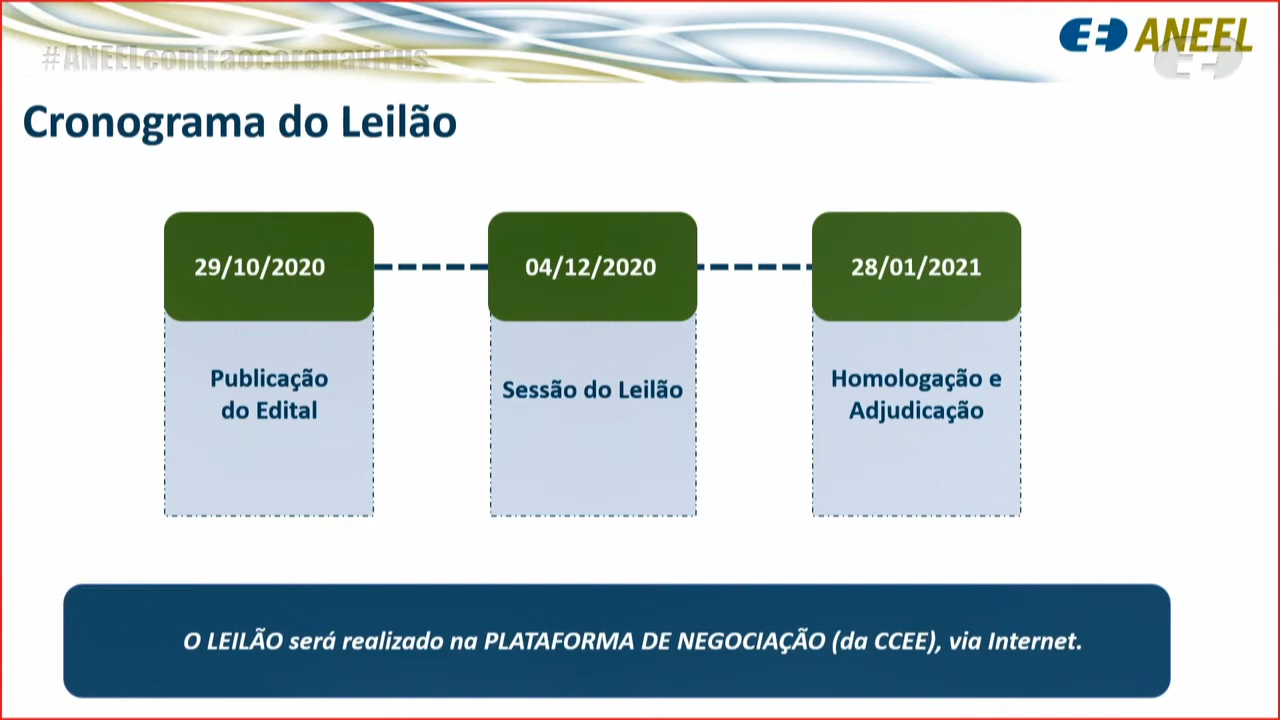 #ANEELcontraocoronavirus
ANEEL
Cronograma do Leilão
29/10/2020
04/12/2020
28/01/2021
Publicação
do Edital
Sessão do Leilão
Homologação e
Adjudicação
O LEILÃO será realizado na PLATAFORMA DE NEGOCIAÇÃO (da CCEE), via Internet.